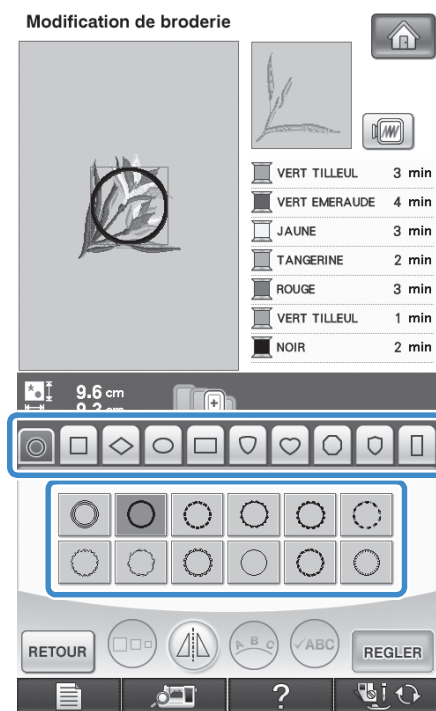 Modification de broderie
VERT TILLEUL 3 min
VERT EMERAUDE 4 min
JAUNE 3 min
TANGERINE 2 min
ROUGE 3 min
VERT TILLEUL 1 min
NOIR 2 min
9.6 cm
RETOUR
A B C
ABC
REGLER
?